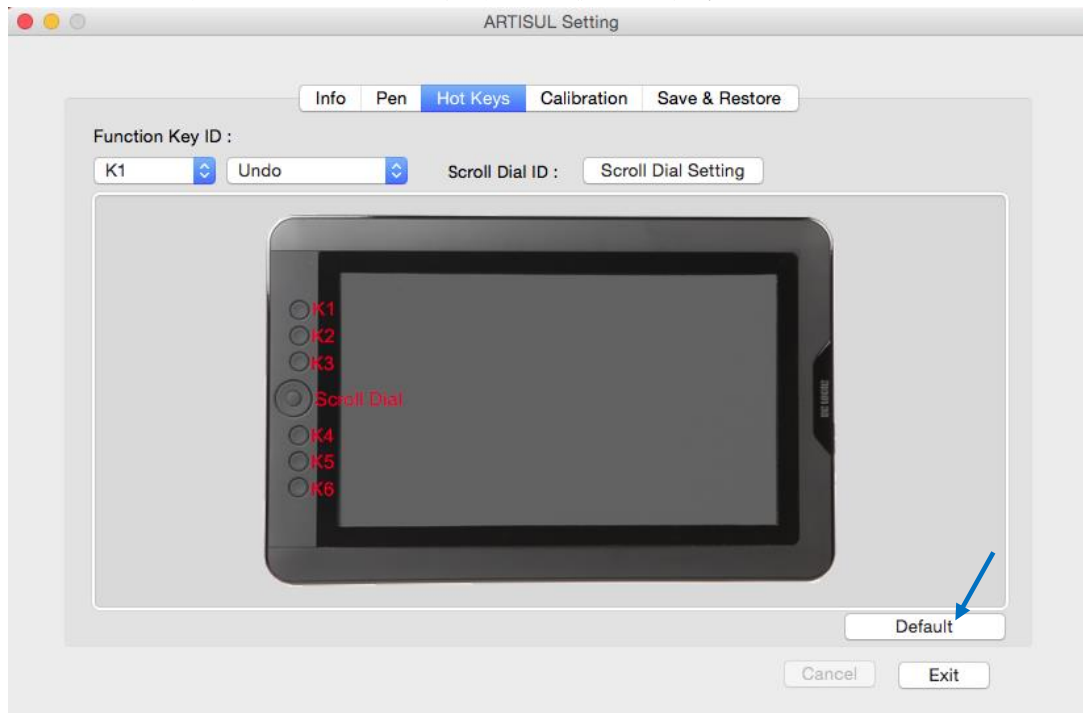 ARTISUL Setting
Info Pen Hot Keys Calibration Save & Restore
Function Key ID :
K1 Undo Scroll Dial ID : Scroll Dial Setting
K1
K2
K3
Scroll Dial
K4
K5
K6
Default
Cancel Exit